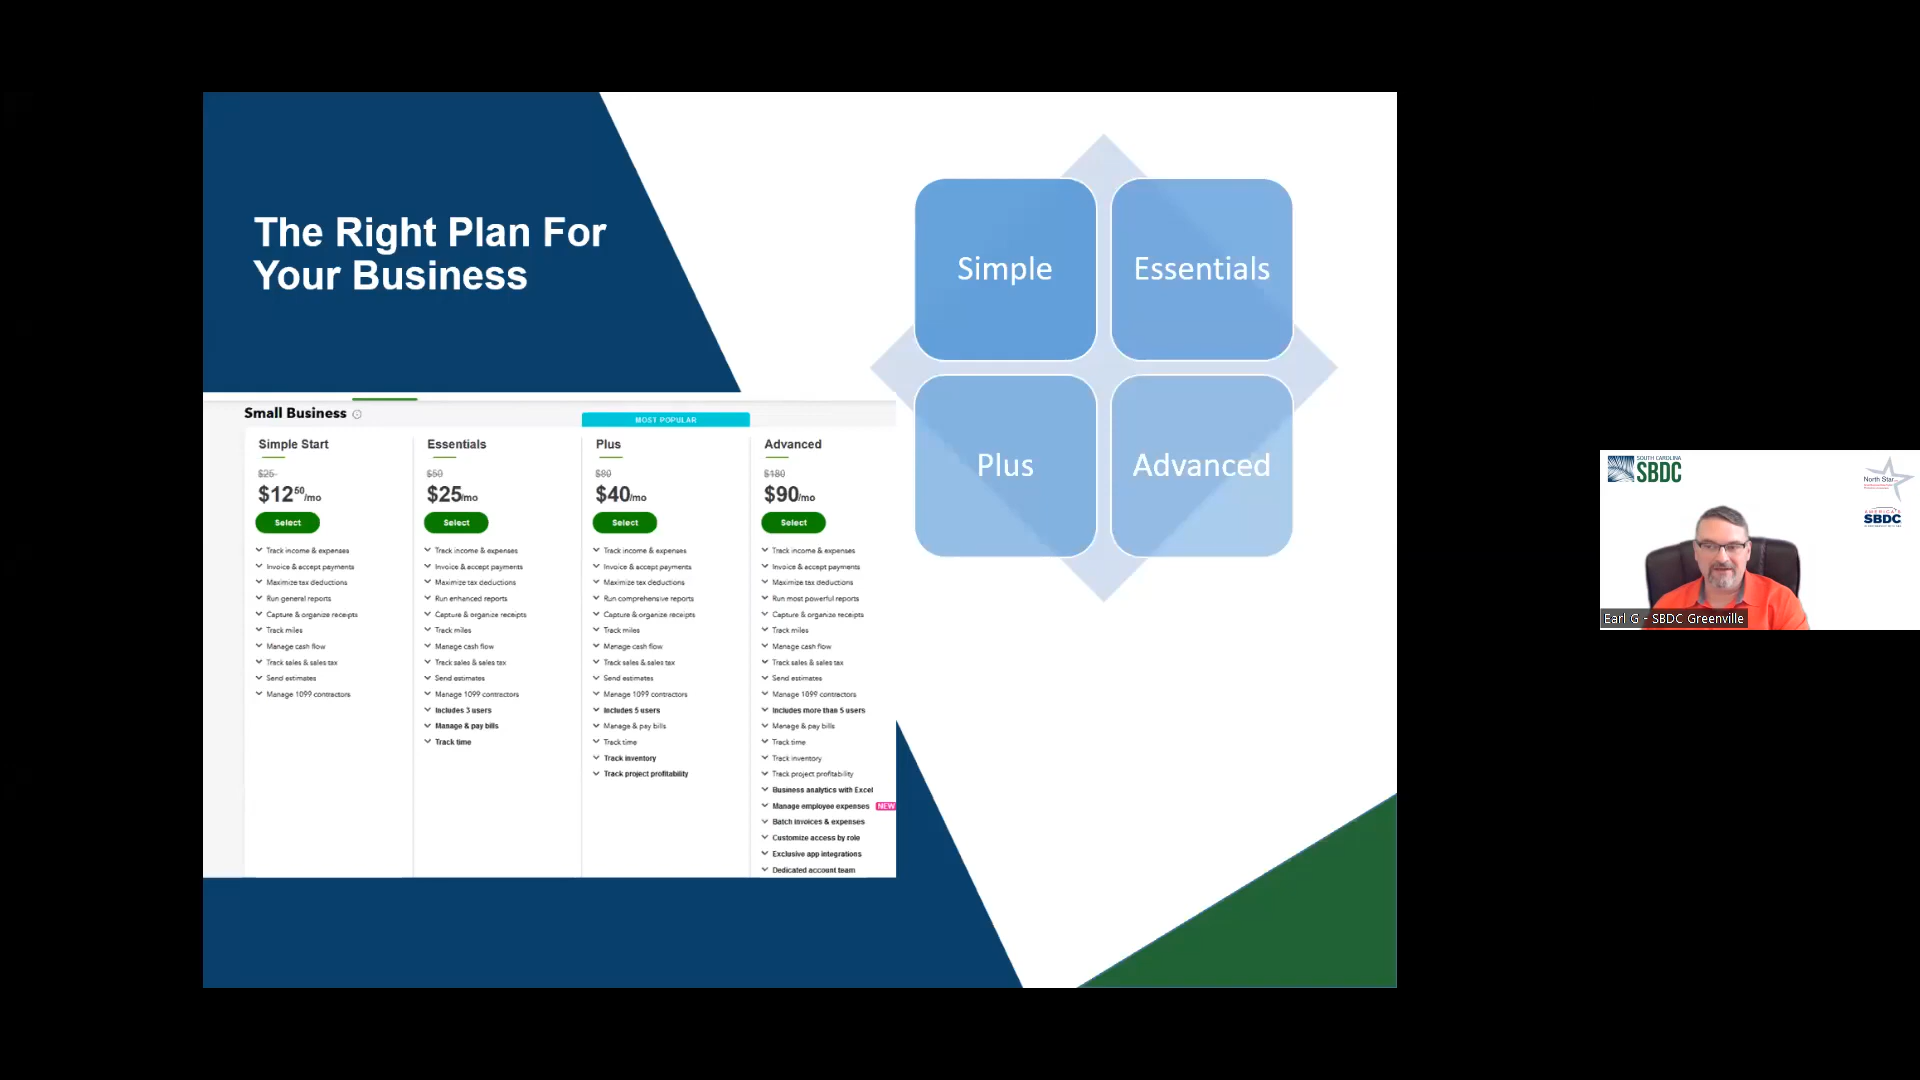 The Right Plan For
Your Business
Simple
Essentials
Plus
Advanced
Small Business
MOST POPULAR
Simple Start
$25
$12⁵⁰/mo
Select
Track income & expenses
Invoice & accept payments
Maximize tax deductions
Run general reports
Capture & organize receipts
Track miles
Manage cash flow
Track sales & sales tax
Send estimates
Manage 1099 contractors
Essentials
$50
$25/mo
Select
Track income & expenses
Invoice & accept payments
Maximize tax deductions
Run enhanced reports
Capture & organize receipts
Track miles
Manage cash flow
Track sales & sales tax
Send estimates
Manage 1099 contractors
Includes 3 users
Manage & pay bills
Track time
Plus
$80
$40/mo
Select
Track income & expenses
Invoice & accept payments
Maximize tax deductions
Run comprehensive reports
Capture & organize receipts
Track miles
Manage cash flow
Track sales & sales tax
Send estimates
Manage 1099 contractors
Includes 5 users
Manage & pay bills
Track time
Track inventory
Track project profitability
Advanced
$180
$90/mo
Select
Track income & expenses
Invoice & accept payments
Maximize tax deductions
Run most powerful reports
Capture & organize receipts
Track miles
Manage cash flow
Track sales & sales tax
Send estimates
Manage 1099 contractors
Includes more than 5 users
Manage & pay bills
Track time
Track inventory
Track project profitability
Business analytics with Excel
Manage employee expenses NEW
Batch invoices & expenses
Customize access by role
Exclusive app integrations
Dedicated account team
SOUTH CAROLINA
SBDC
North Star
AMERICA'S
SBDC
Earl G - SBDC Greenville